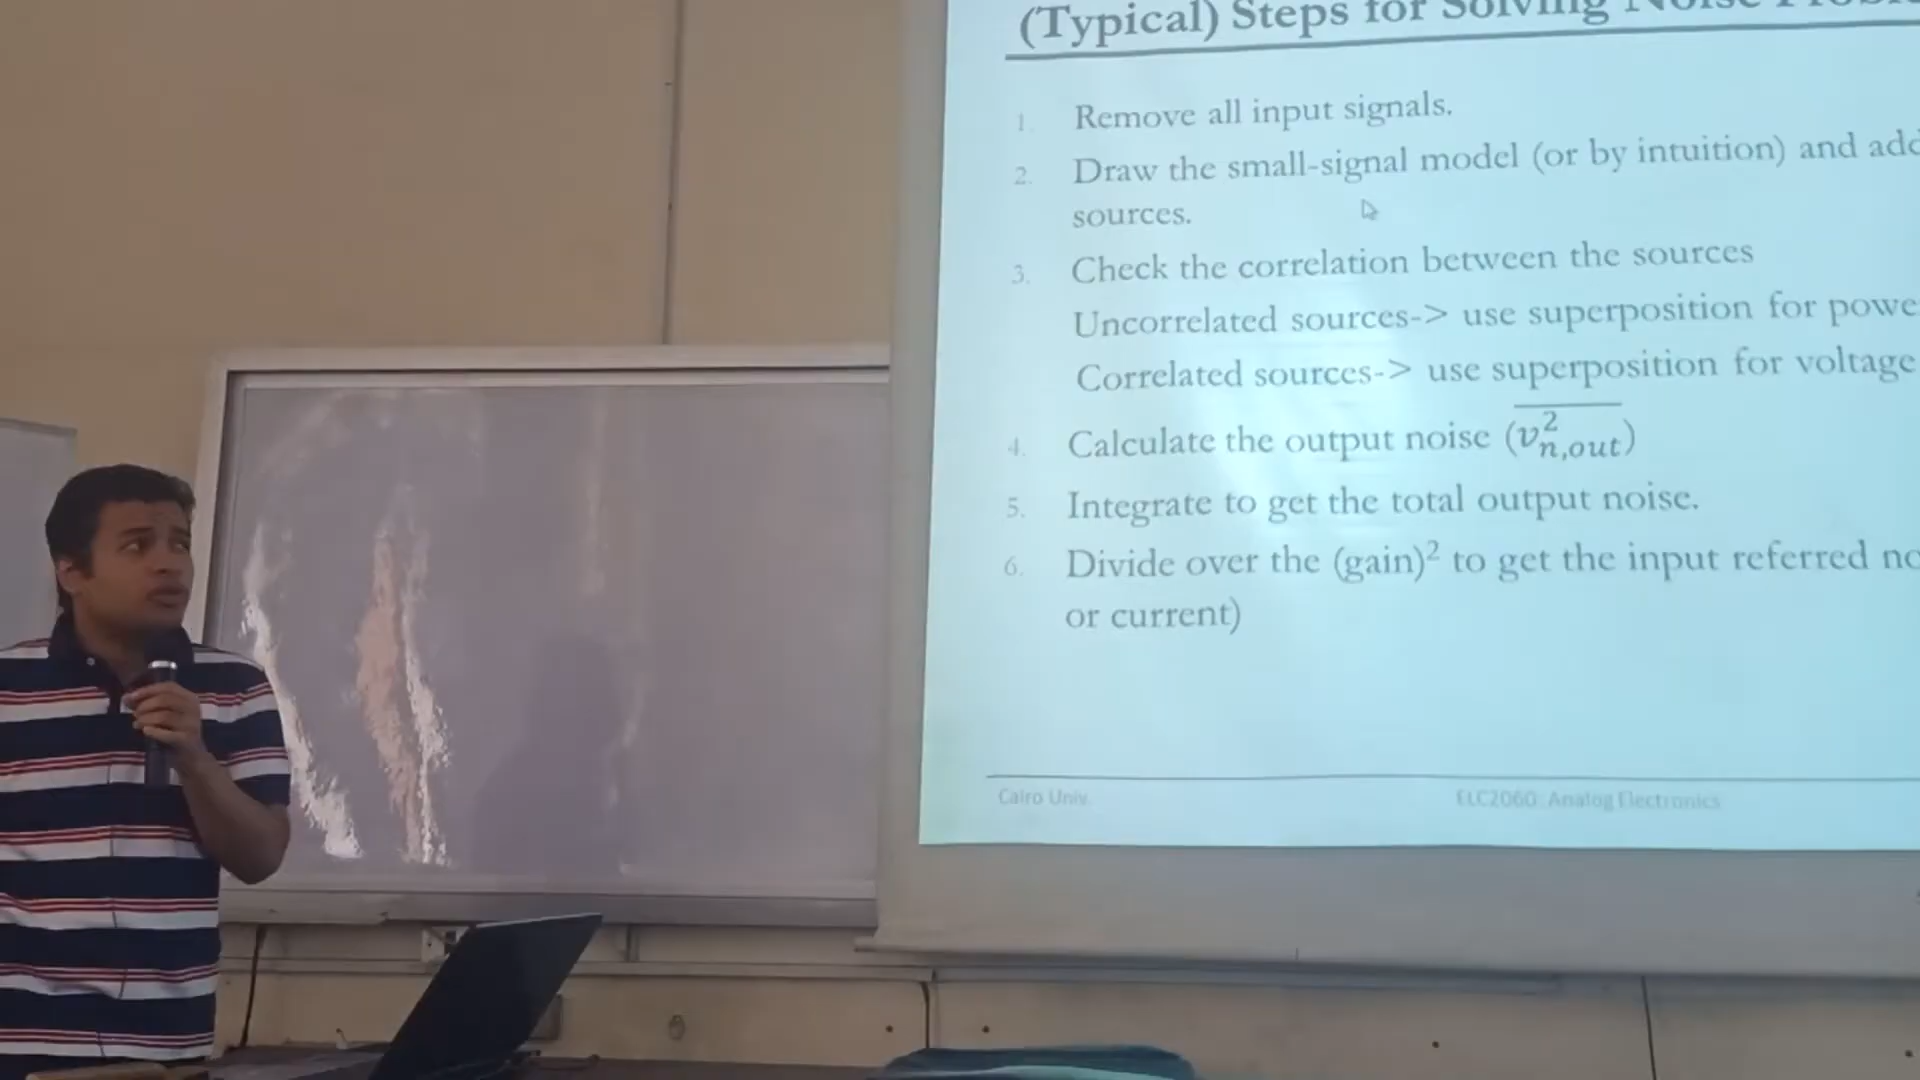 (Typical) Steps for Solving Noise
1. Remove all input signals.
2. Draw the small-signal model (or by intuition) and add
sources.
3. Check the correlation between the sources
Uncorrelated sources-> use superposition for powe
Correlated sources-> use superposition for voltage
4. Calculate the output noise (v²n,out)
5. Integrate to get the total output noise.
6. Divide over the (gain)² to get the input referred no
or current)
Cairo Univ.
ELC2060: Analog Electronics